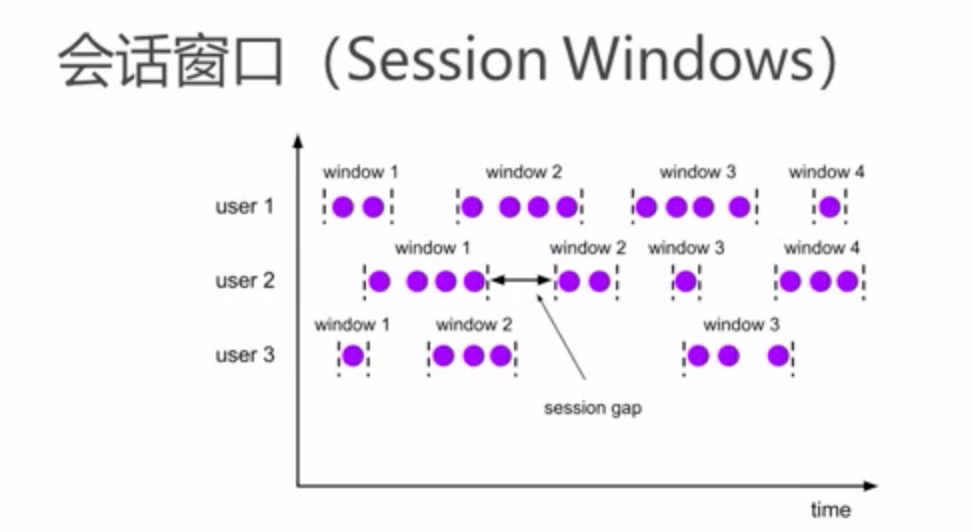 会话窗口（Session Windows）
window 1 window 2 window 3 window 4
user 1
window 1 window 2 window 3 window 4
user 2
window 1 window 2 window 3
user 3
session gap
time